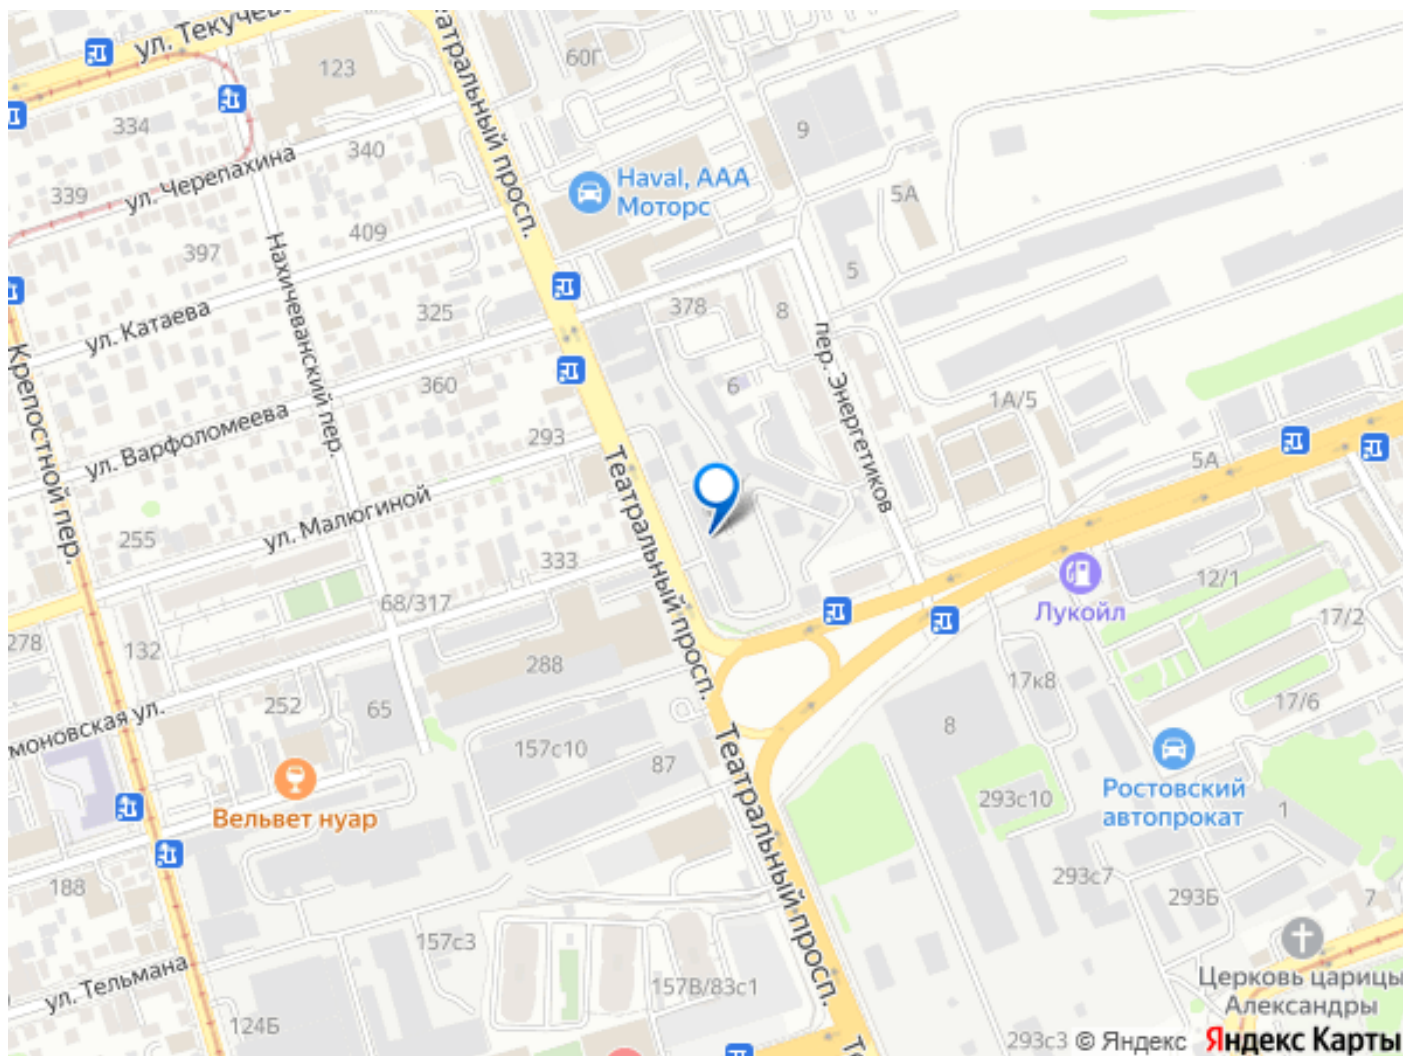 ул. Текучев
атральный просп.
60Г
123
9
334
340
ул. Черепахина
Haval, ААА
Моторс
5А
339
409
397
Нахичеванский пер.
5
325
378
8
ул. Катаева
пер. Энергетиков
Крепостной пер.
360
6
1А/5
ул. Варфоломеева
293
5А
Театральный просп.
ул. Малюгиной
255
333
12/1
68/317
Лукойл
17/2
278
132
288
17к8
252
65
17/6
моновская ул.
8
157с10
87
Театральный просп.
Ростовский
автопрокат
293с10
1
Вельвет нуар
188
293с7
293Б
7
157с3
Церковь царицы
Александры
ул. Тельмана
157В/83с1
124Б
293с3
© Яндекс
Яндекс Карты